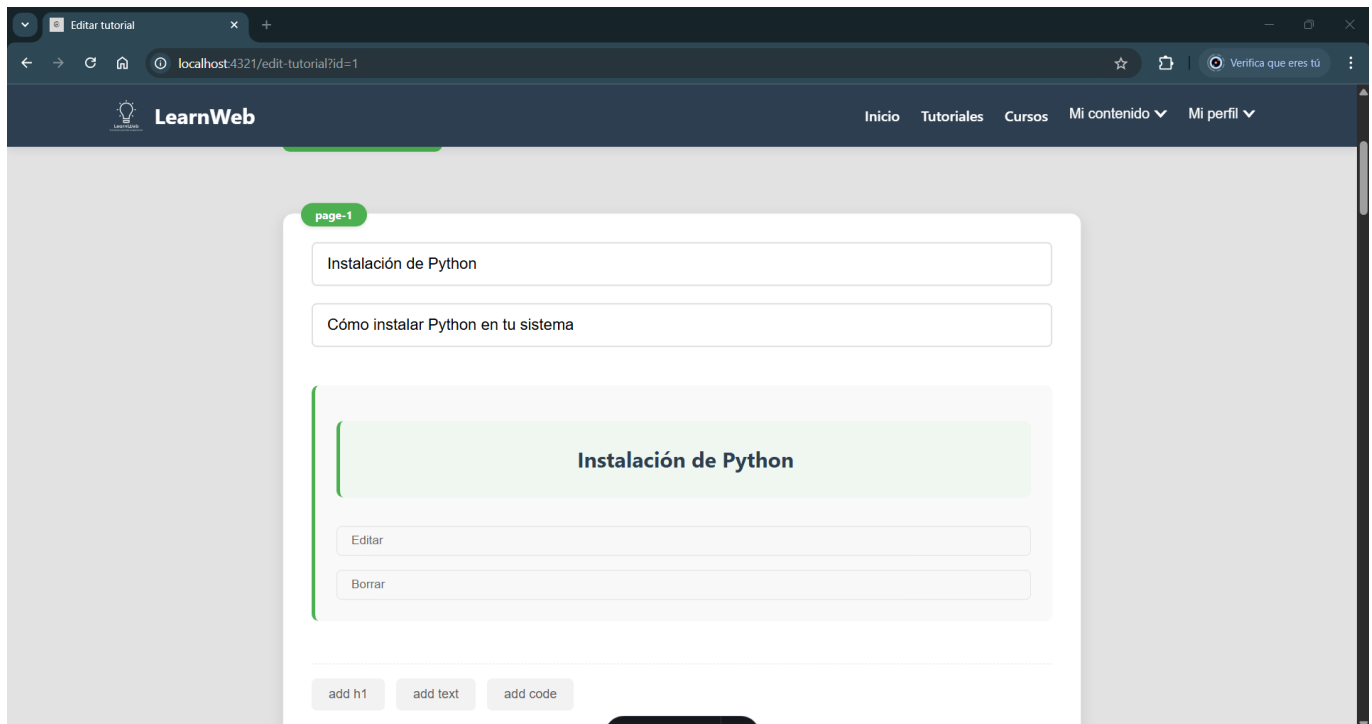 Editar tutorial
localhost:4321/edit-tutorial?id=1
Verifica que eres tú
LearnWeb
LearnWeb
Inicio Tutoriales Cursos Mi contenido Mi perfil
page-1
Instalación de Python
Cómo instalar Python en tu sistema
Instalación de Python
Editar
Borrar
add h1 add text add code